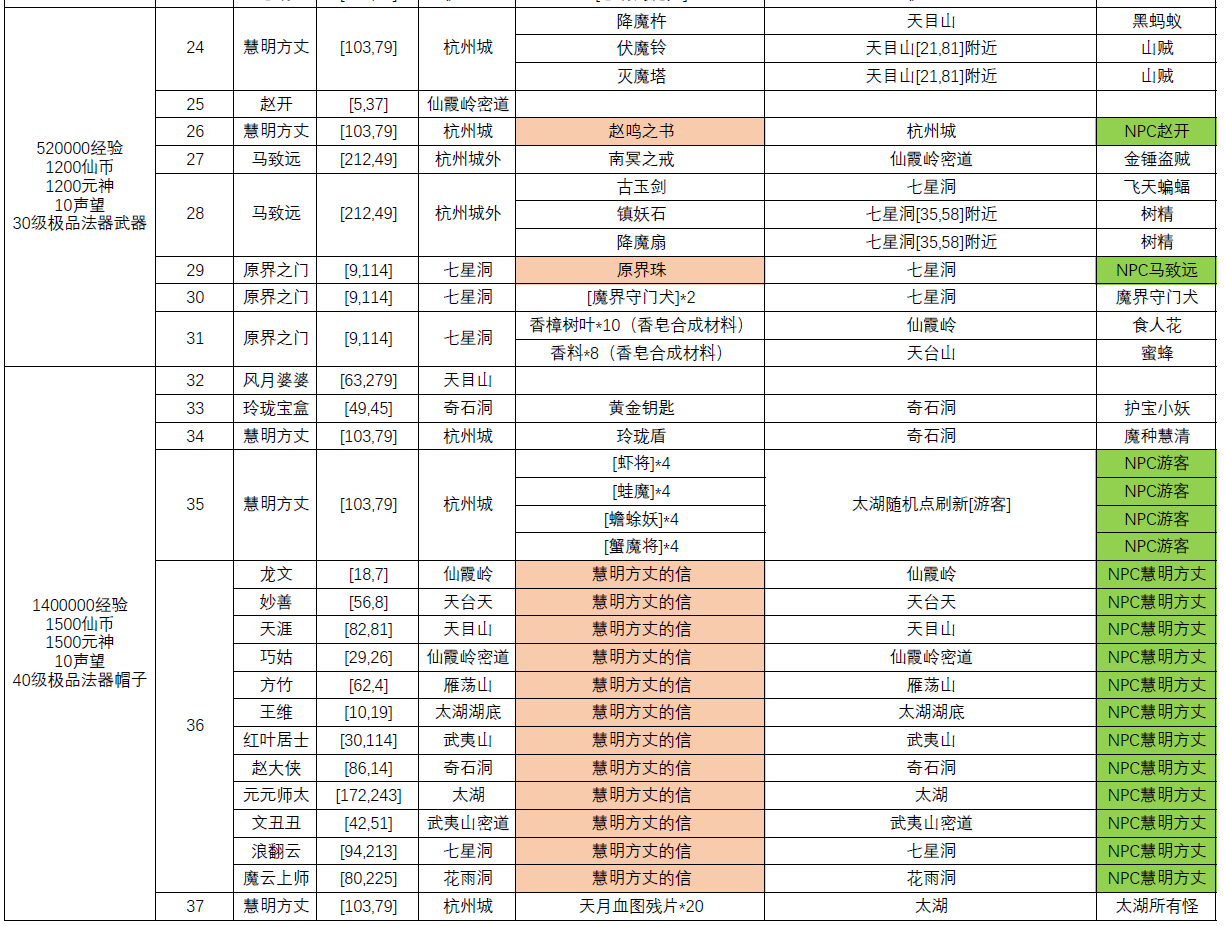 24 慧明方丈 [103,79] 杭州城 降魔杵 天目山 黑蚂蚁
伏魔铃 天目山[21,81]附近 山贼
灭魔塔 天目山[21,81]附近 山贼
25 赵开 [5,37] 仙霞岭密道
26 慧明方丈 [103,79] 杭州城 赵鸣之书 杭州城 NPC赵开
27 马致远 [212,49] 杭州城外 南冥之戒 仙霞岭密道 金锤盗贼
520000经验
1200仙币
1200元神
10声望
30级极品法器武器
28 马致远 [212,49] 杭州城外 古玉剑 七星洞 飞天蝙蝠
镇妖石 七星洞[35,58]附近 树精
降魔扇 七星洞[35,58]附近 树精
29 原界之门 [9,114] 七星洞 原界珠 七星洞 NPC马致远
30 原界之门 [9,114] 七星洞 [魔界守门犬]*2 七星洞 魔界守门犬
31 原界之门 [9,114] 七星洞 香樟树叶*10（香皂合成材料） 仙霞岭 食人花
香料*8（香皂合成材料） 天台山 蜜蜂
32 风月婆婆 [63,279] 天目山
33 玲珑宝盒 [49,45] 奇石洞 黄金钥匙 奇石洞 护宝小妖
34 慧明方丈 [103,79] 杭州城 玲珑盾 奇石洞 魔种慧清
35 慧明方丈 [103,79] 杭州城 [虾将]*4 太湖随机点刷新[游客] NPC游客
[蛙魔]*4 NPC游客
[蟾蜍妖]*4 NPC游客
[蟹魔将]*4 NPC游客
1400000经验
1500仙币
1500元神
10声望
40级极品法器帽子
36 龙文 [18,7] 仙霞岭 慧明方丈的信 仙霞岭 NPC慧明方丈
妙善 [56,8] 天台天 慧明方丈的信 天台天 NPC慧明方丈
天涯 [82,81] 天目山 慧明方丈的信 天目山 NPC慧明方丈
巧姑 [29,26] 仙霞岭密道 慧明方丈的信 仙霞岭密道 NPC慧明方丈
方竹 [62,4] 雁荡山 慧明方丈的信 雁荡山 NPC慧明方丈
王维 [10,19] 太湖湖底 慧明方丈的信 太湖湖底 NPC慧明方丈
红叶居士 [30,114] 武夷山 慧明方丈的信 武夷山 NPC慧明方丈
赵大侠 [86,14] 奇石洞 慧明方丈的信 奇石洞 NPC慧明方丈
元元师太 [172,243] 太湖 慧明方丈的信 太湖 NPC慧明方丈
文丑丑 [42,51] 武夷山密道 慧明方丈的信 武夷山密道 NPC慧明方丈
浪翻云 [94,213] 七星洞 慧明方丈的信 七星洞 NPC慧明方丈
魔云上师 [80,225] 花雨洞 慧明方丈的信 花雨洞 NPC慧明方丈
37 慧明方丈 [103,79] 杭州城 天月血图残片*20 太湖 太湖所有怪